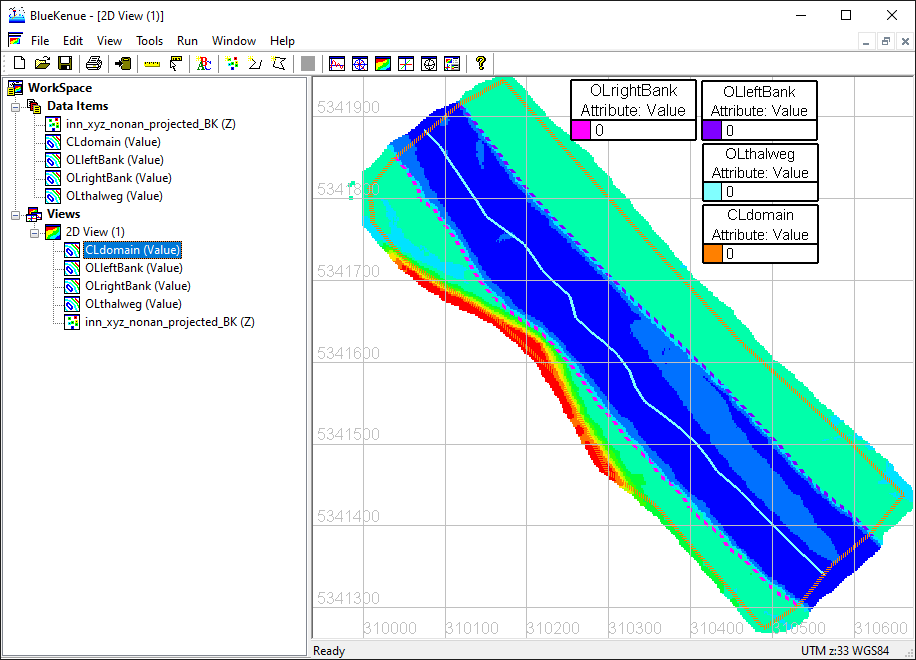 BlueKenue - [2D View (1)]
File Edit View Tools Run Window Help
WorkSpace
Data Items
inn_xyz_nonan_projected_BK (Z)
CLdomain (Value)
OLleftBank (Value)
OLrightBank (Value)
OLthalweg (Value)
Views
2D View (1)
CLdomain (Value)
OLleftBank (Value)
OLrightBank (Value)
OLthalweg (Value)
inn_xyz_nonan_projected_BK (Z)
OLrightBank
Attribute: Value
0
OLleftBank
Attribute: Value
0
OLthalweg
Attribute: Value
0
CLdomain
Attribute: Value
0
5341900
5341800
5341700
5341600
5341500
5341400
5341300
310000 310100 310200 310300 310400 310500 310600
Ready UTM z:33 WGS84